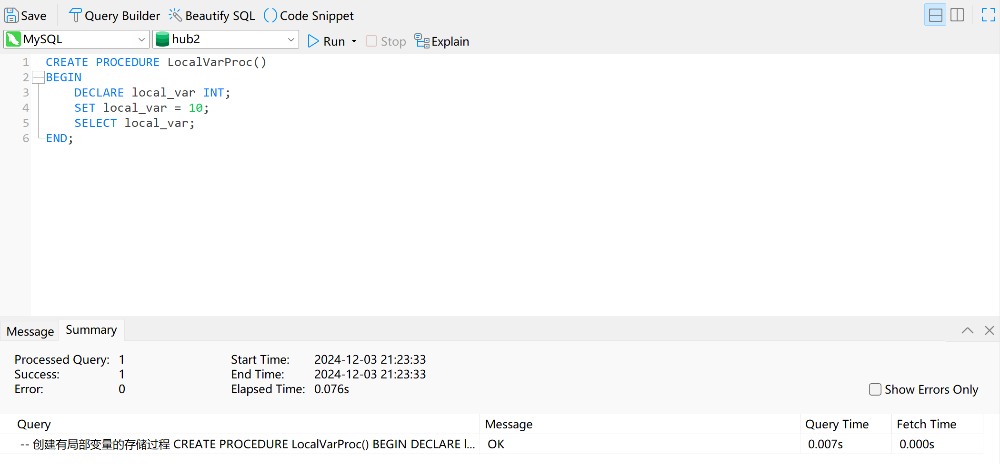 Save Query Builder Beautify SQL Code Snippet
MySQL hub2 Run Stop Explain
1 CREATE PROCEDURE LocalVarProc()
2 BEGIN
3 DECLARE local_var INT;
4 SET local_var = 10;
5 SELECT local_var;
6 END;
Message Summary
Processed Query: 1 Start Time: 2024-12-03 21:23:33
Success: 1 End Time: 2024-12-03 21:23:33
Error: 0 Elapsed Time: 0.076s Show Errors Only
Query Message Query Time Fetch Time
-- 创建有局部变量的存储过程 CREATE PROCEDURE LocalVarProc() BEGIN DECLARE l... OK 0.007s 0.000s